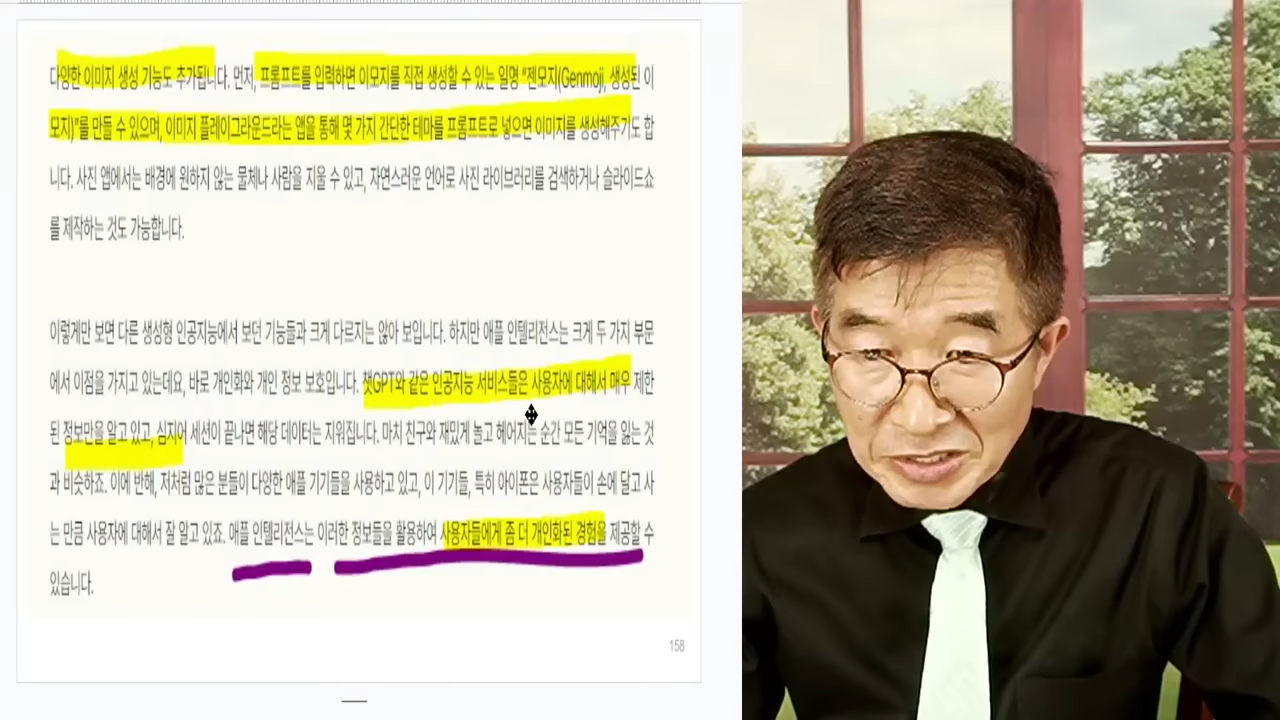 다양한 이미지 생성 기능도 추가됩니다. 먼저, 프롬프트를 입력하면 이모지를 직접 생성할 수 있는 일명 "젠모지(Genmoji, 생성된 이
모지)"를 만들 수 있으며, 이미지 플레이그라운드라는 앱을 통해 몇 가지 간단한 테마를 프롬프트로 넣으면 이미지를 생성해주기도 합
니다. 사진 앱에서는 배경에 원하지 않는 물체나 사람을 지울 수 있고, 자연스러운 언어로 사진 라이브러리를 검색하거나 슬라이드쇼
를 제작하는 것도 가능합니다.
이렇게만 보면 다른 생성형 인공지능에서 보던 기능들과 크게 다르지는 않아 보입니다. 하지만 애플 인텔리전스는 크게 두 가지 부문
에서 이점을 가지고 있는데요, 바로 개인화와 개인 정보 보호입니다. 챗GPT와 같은 인공지능 서비스들은 사용자에 대해서 매우 제한
된 정보만을 알고 있고, 심지어 세션이 끝나면 해당 데이터는 지워집니다. 마치 친구와 재밌게 놀고 헤어지는 순간 모든 기억을 잃는 것
과 비슷하죠. 이에 반해, 저처럼 많은 분들이 다양한 애플 기기들을 사용하고 있고, 이 기기들, 특히 아이폰은 사용자들이 손에 달고 사
는 만큼 사용자에 대해서 잘 알고 있죠. 애플 인텔리전스는 이러한 정보들을 활용하여 사용자들에게 좀 더 개인화된 경험을 제공할 수
있습니다.
158